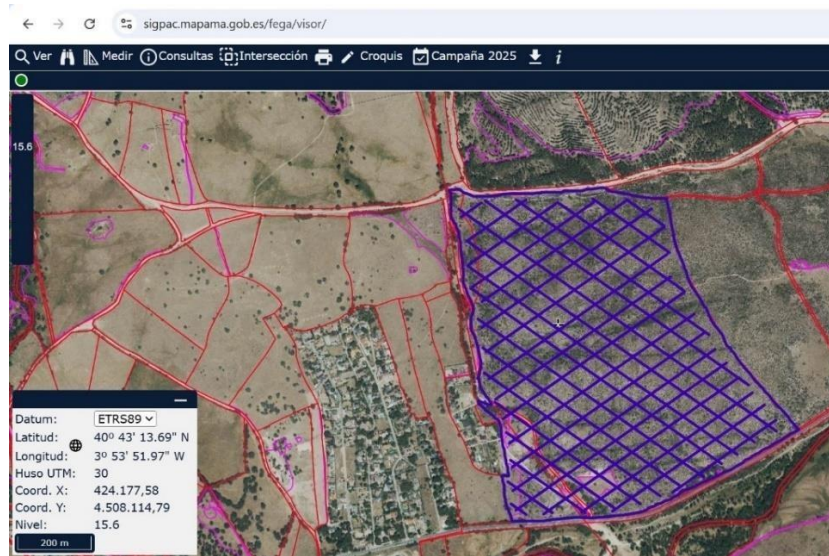 sigpac.mapama.gob.es/fega/visor/
Ver Medir Consultas Intersección Croquis Campaña 2025 i
15.6
Datum: ETRS89
Latitud: 40º 43' 13.69" N
Longitud: 3º 53' 51.97" W
Huso UTM: 30
Coord. X: 424.177,58
Coord. Y: 4.508.114,79
Nivel: 15.6
200 m